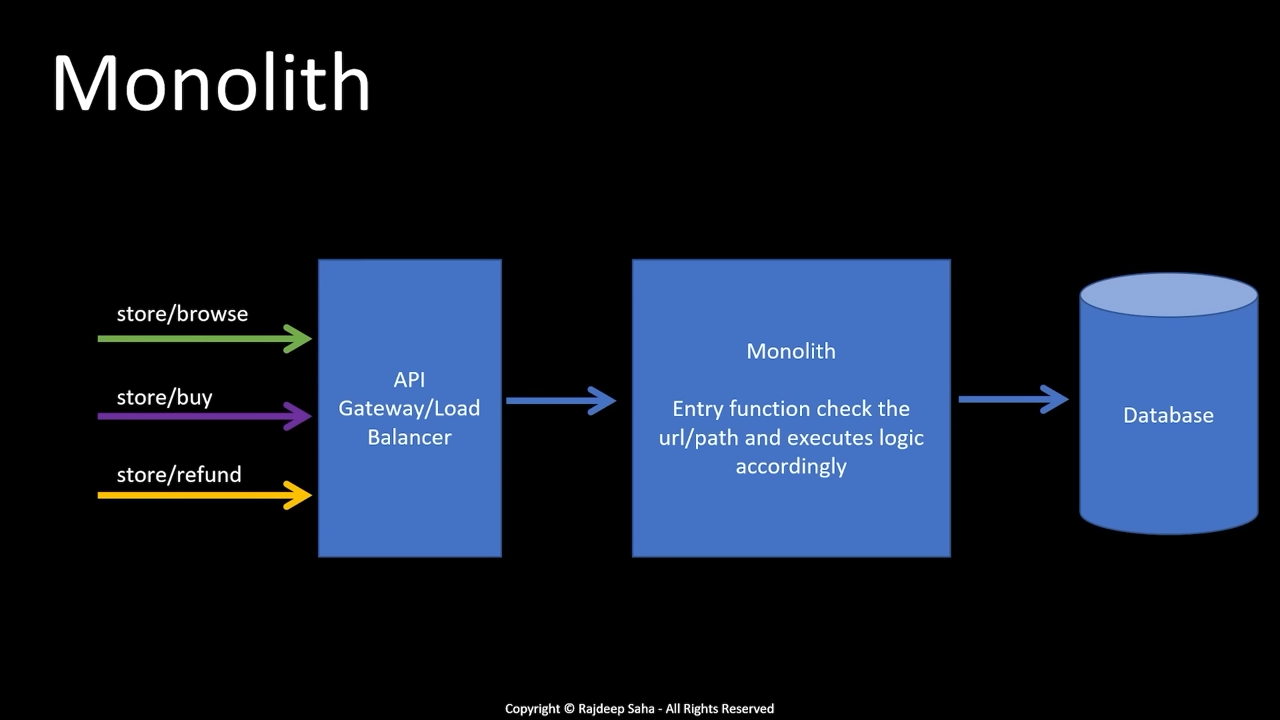 Monolith
store/browse
store/buy
store/refund
API
Gateway/Load
Balancer
Monolith
Entry function check the
url/path and executes logic
accordingly
Database
Copyright © Rajdeep Saha - All Rights Reserved